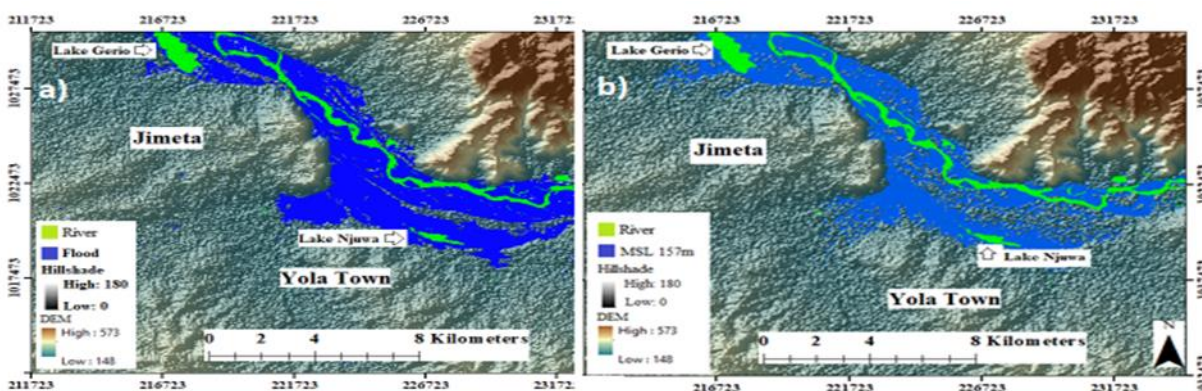 211723 216723 221723 226723 231723
216723 221723 226723 231723
Lake Gerio
Lake Gerio
a)
b)
1027473
1027473
Jimeta
Jimeta
1022473
River
Flood
Hillshade
High: 180
Low: 0
DEM
High : 573
Low : 148
Lake Njuwa
Yola Town
0 2 4 8 Kilometers
1017473
River
MSL 157m
Hillshade
High: 180
Low: 0
DEM
High : 573
Low : 148
Lake Njuwa
Yola Town
0 2 4 8 Kilometers
N
211723 216723 221723 226723 231723
216723 221723 226723 231723